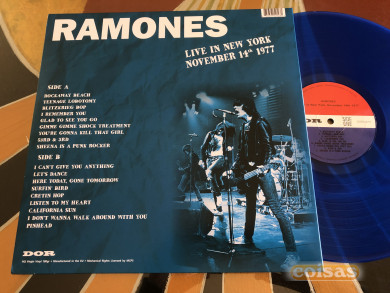 RAMONES
LIVE IN NEW YORK
NOVEMBER 14th 1977
SIDE A
ROCKAWAY BEACH
TEENAGE LOBOTOMY
BLITZKRIEG BOP
I REMEMBER YOU
GLAD TO SEE YOU GO
GIMME GIMME SHOCK TREATMENT
YOU'RE GONNA KILL THAT GIRL
53RD & 3RD
SHEENA IS A PUNK ROCKER
SIDE B
I CAN'T GIVE YOU ANYTHING
LET'S DANCE
HERE TODAY, GONE TOMORROW
SURFIN' BIRD
CRETIN HOP
LISTEN TO MY HEART
CALIFORNIA SUN
I DON'T WANNA WALK AROUND WITH YOU
PINHEAD
DOR
DOR
coisas